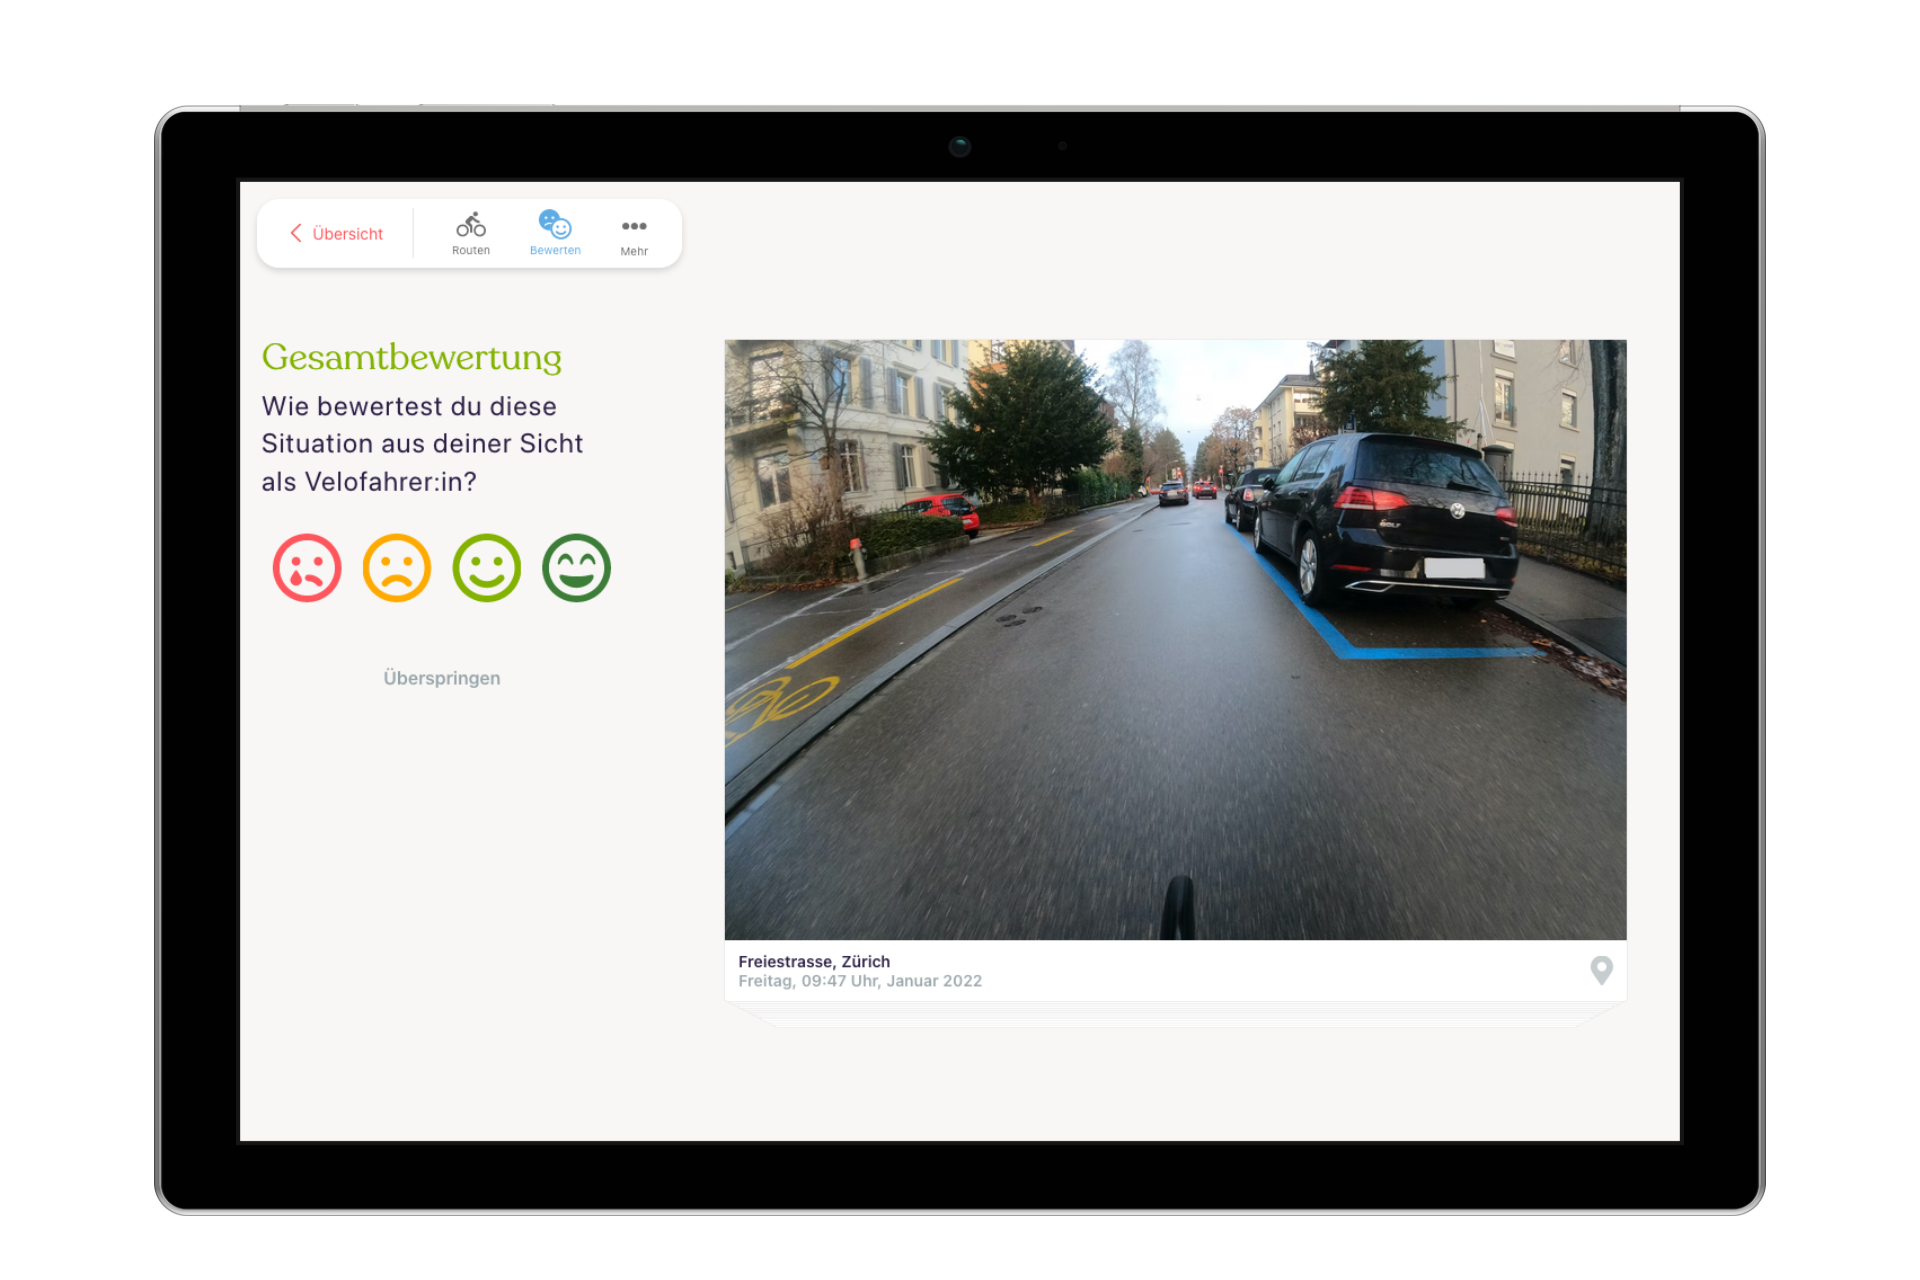 Übersicht
Routen
Bewerten
Mehr
Gesamtbewertung
Wie bewertest du diese
Situation aus deiner Sicht
als Velofahrer:in?
Überspringen
GOLF
Freiestrasse, Zürich
Freitag, 09:47 Uhr, Januar 2022